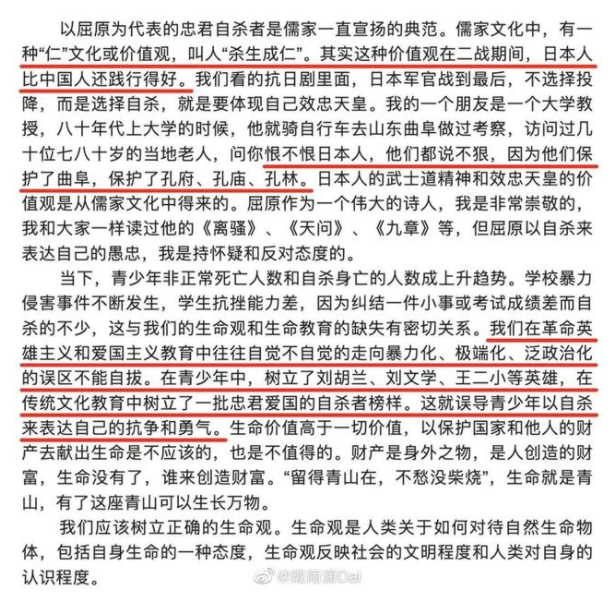 以屈原为代表的忠君自杀者是儒家一直宣扬的典范。儒家文化中，有一
种“仁”文化或价值观，叫人“杀生成仁”。其实这种价值观在二战期间，日本人
比中国人还践行得好。我们看的抗日剧里面，日本军官战到最后，不选择投
降，而是选择自杀，就是要体现自己效忠天皇。我的一个朋友是一个大学教
授，八十年代上大学的时候，他就骑自行车去山东曲阜做过考察，访问过几
十位七八十岁的当地老人，问你恨不恨日本人，他们都说不狠，因为他们保
护了曲阜，保护了孔府、孔庙、孔林。日本人的武士道精神和效忠天皇的价
值观是从儒家文化中得来的。屈原作为一个伟大的诗人，我是非常崇敬的，
我和大家一样读过他的《离骚》、《天问》、《九章》等，但屈原以自杀来
表达自己的愚忠，我是持怀疑和反对态度的。
当下，青少年非正常死亡人数和自杀身亡的人数成上升趋势。学校暴力
侵害事件不断发生，学生抗挫能力差，因为纠结一件小事或考试成绩差而自
杀的不少，这与我们的生命观和生命教育的缺失有密切关系。我们在革命英
雄主义和爱国主义教育中往往自觉不自觉的走向暴力化、极端化、泛政治化
的误区不能自拔。在青少年中，树立了刘胡兰、刘文学、王二小等英雄，在
传统文化教育中树立了一批忠君爱国的自杀者榜样。这就误导青少年以自杀
来表达自己的抗争和勇气。生命价值高于一切价值，以保护国家和他人的财
产去献出生命是不应该的，也是不值得的。财产是身外之物，是人创造的财
富，生命没有了，谁来创造财富。“留得青山在，不愁没柴烧”，生命就是青
山，有了这座青山可以生长万物。
我们应该树立正确的生命观。生命观是人类关于如何对待自然生命物
体，包括自身生命的一种态度，生命观反映社会的文明程度和人类对自身的
认识程度。
@戴雨潇Dai